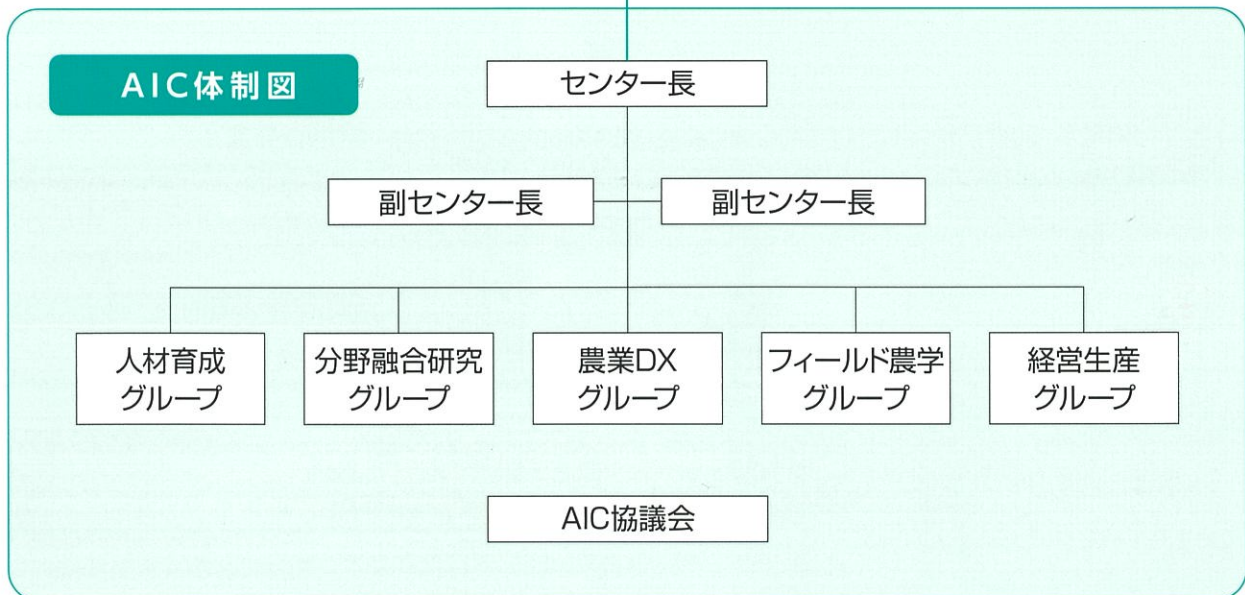 AIC体制図
センター長
副センター長
副センター長
人材育成
グループ
分野融合研究
グループ
農業DX
グループ
フィールド農学
グループ
経営生産
グループ
AIC協議会